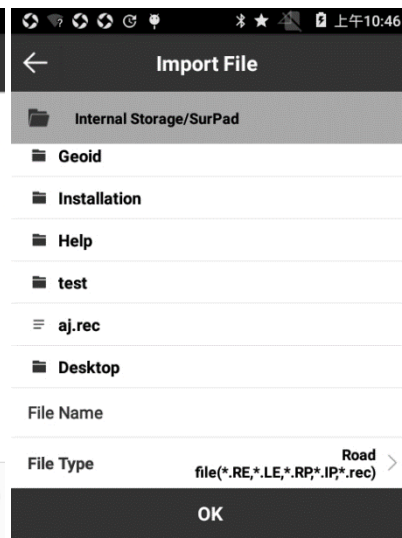 上午10:46
Import File
Internal Storage/SurPad
Geoid
Installation
Help
test
aj.rec
Desktop
File Name
File Type
Road
file(*.RE,*.LE,*.RP,*.IP,*.rec)
OK